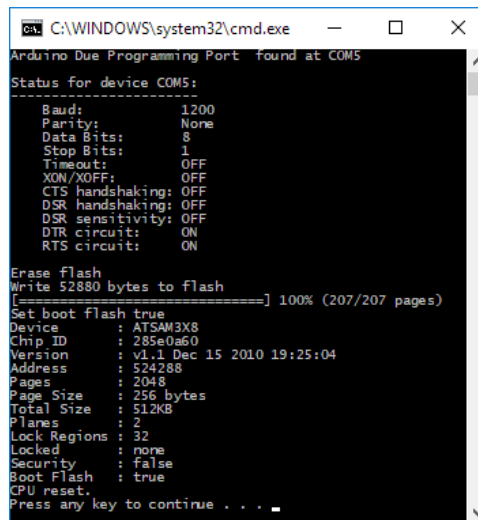 C:\WINDOWS\system32\cmd.exe
Arduino Due Programming Port  found at COM5
Status for device COM5:
-----------------------
    Baud:            1200
    Parity:          None
    Data Bits:       8
    Stop Bits:       1
    Timeout:         OFF
    XON/XOFF:        OFF
    CTS handshaking: OFF
    DSR handshaking: OFF
    DSR sensitivity: OFF
    DTR circuit:     ON
    RTS circuit:     ON
Erase flash
Write 52880 bytes to flash
[==============================] 100% (207/207 pages)
Set boot flash true
Device       : ATSAM3X8
Chip ID      : 285e0a60
Version      : v1.1 Dec 15 2010 19:25:04
Address      : 524288
Pages        : 2048
Page Size    : 256 bytes
Total Size   : 512KB
Planes       : 2
Lock Regions : 32
Locked       : none
Security     : false
Boot Flash   : true
CPU reset.
Press any key to continue . . .